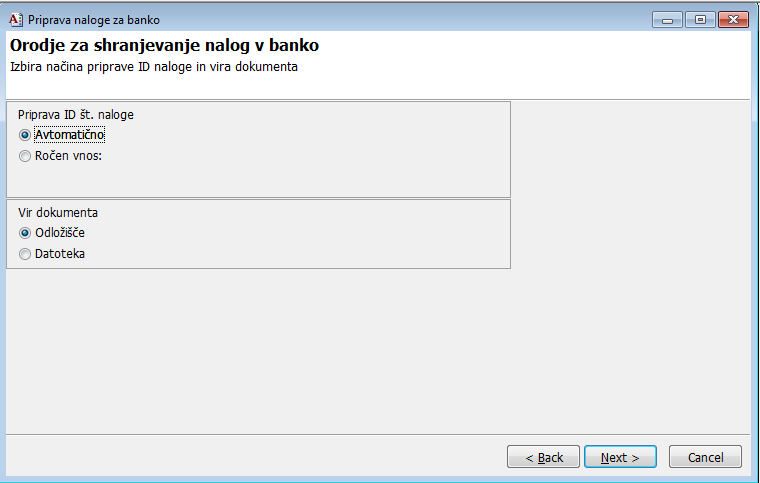 Priprava naloge za banko
Orodje za shranjevanje nalog v banko
Izbira načina priprave ID naloge in vira dokumenta
Priprava ID št. naloge
Avtomatično
Ročen vnos:
Vir dokumenta
Odložišče
Datoteka
< Back Next > Cancel